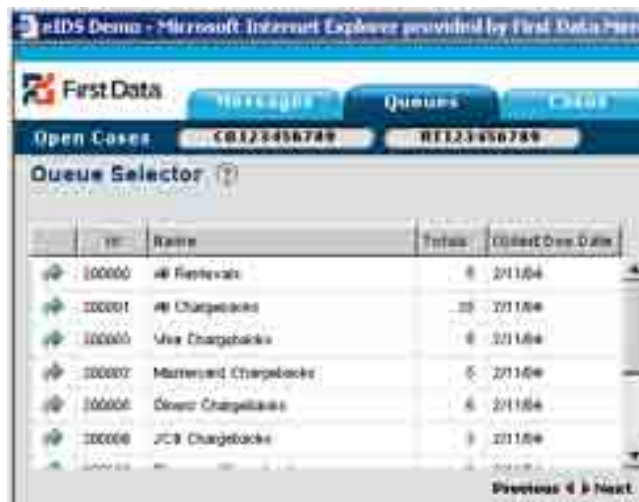 eIDS Demo - Microsoft Internet Explorer provided by First Data Mer
First Data
Messages Queues Cases
Open Cases CB123456789 RT123456789
Queue Selector ?
ID Name Totals Oldest Due Date
200000 All Retrievals 2/11/04
200001 All Chargebacks 2/11/04
Visa Chargebacks 2/11/04
Mastercard Chargebacks 2/11/04
Diners Chargebacks 2/11/04
JCB Chargebacks 2/11/04
Previous Next